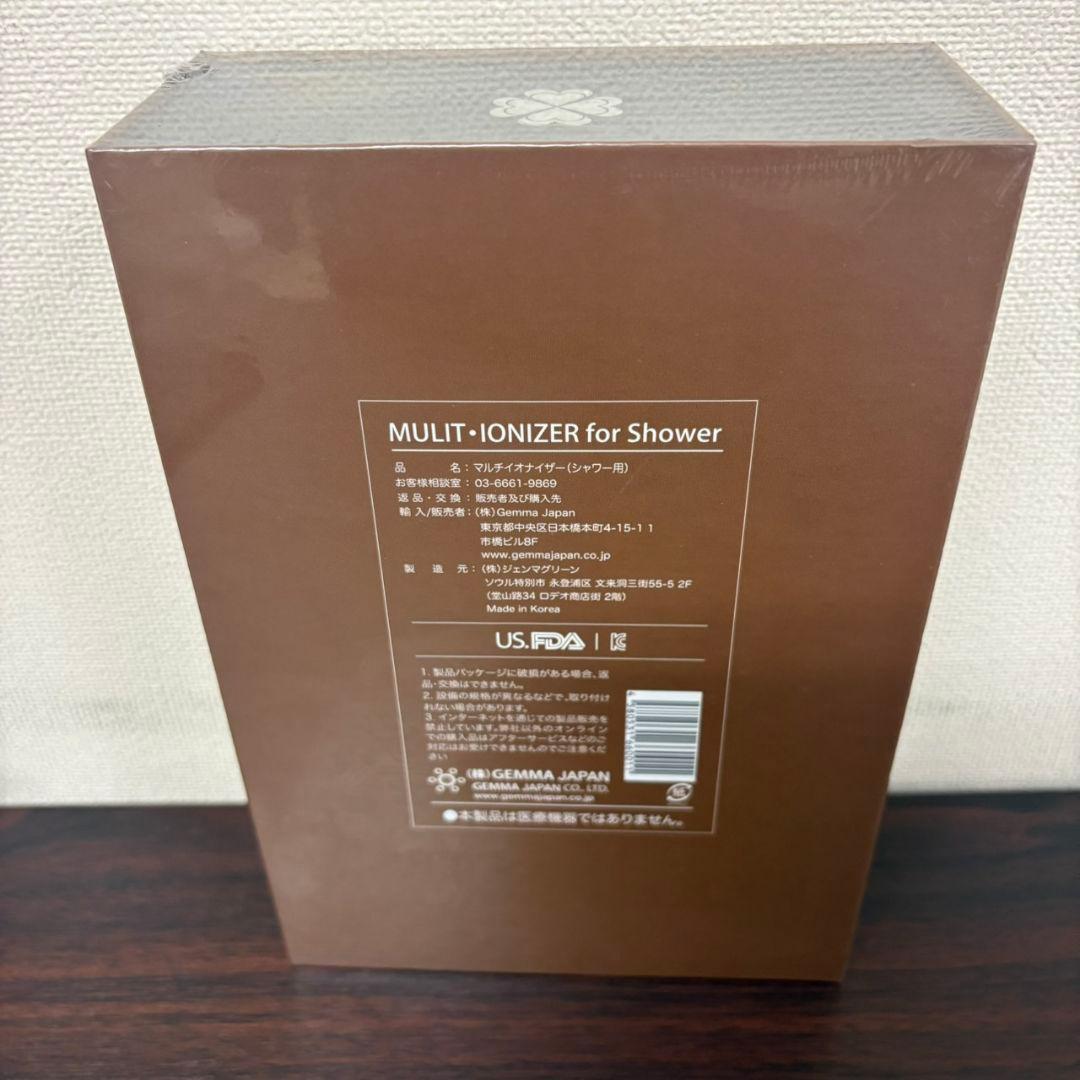 MULIT・IONIZER for Shower
品　　　名：マルチイオナイザー（シャワー用）
お客様相談室：03-6661-9869
返品・交換：販売者及び購入先
輸入/販売者：（株）Gemma Japan
東京都中央区日本橋本町4-15-1 1
市橋ビル8F
www.gemmajapan.co.jp
製　造　元：（株）ジェンマグリーン
ソウル特別市 永登浦区 文来洞三街55-5 2F
（堂山路34 ロデオ商店街 2階）
Made in Korea
US.FDA | KC
1. 製品パッケージに破損がある場合、返
品・交換はできません。
2. 設備の規格が異なるなどで、取り付け
れない場合があります。
3. インターネットを通じての製品販売を
禁止しています。弊社以外のオンライン
での購入品はアフターサービスなどのご
対応はお受けできませんのでご注意くだ
さい
（株）GEMMA JAPAN
GEMMA JAPAN CO., LTD.
www.gemmajapan.co.jp
紙
●本製品は医療機器ではありません。